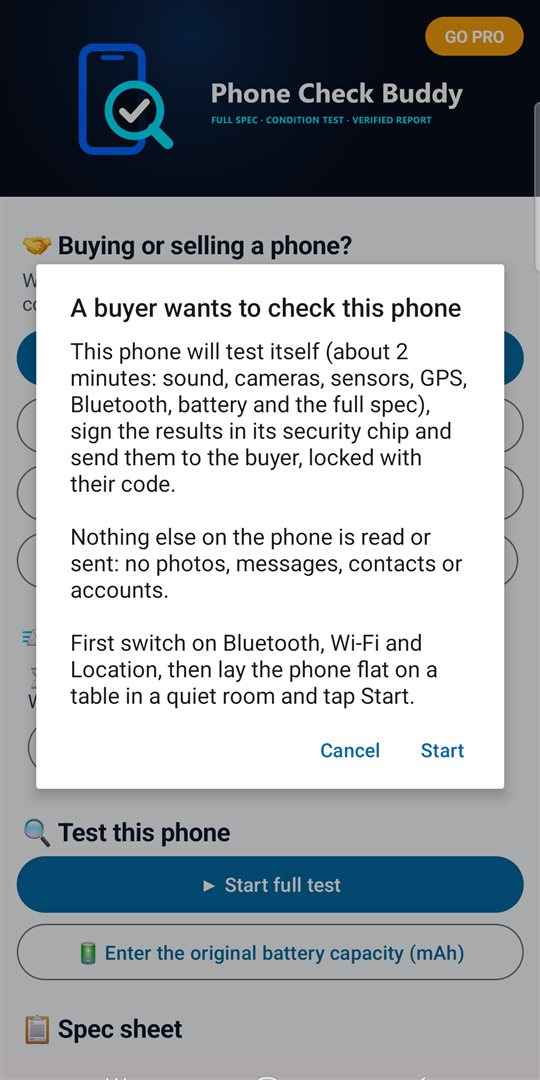 GO PRO
Phone Check Buddy
FULL SPEC · CONDITION TEST · VERIFIED REPORT
🤝 Buying or selling a phone?
A buyer wants to check this phone
This phone will test itself (about 2
minutes: sound, cameras, sensors, GPS,
Bluetooth, battery and the full spec),
sign the results in its security chip and
send them to the buyer, locked with
their code.
Nothing else on the phone is read or
sent: no photos, messages, contacts or
accounts.
First switch on Bluetooth, Wi-Fi and
Location, then lay the phone flat on a
table in a quiet room and tap Start.
Cancel Start
🔍 Test this phone
► Start full test
🔋 Enter the original battery capacity (mAh)
📋 Spec sheet